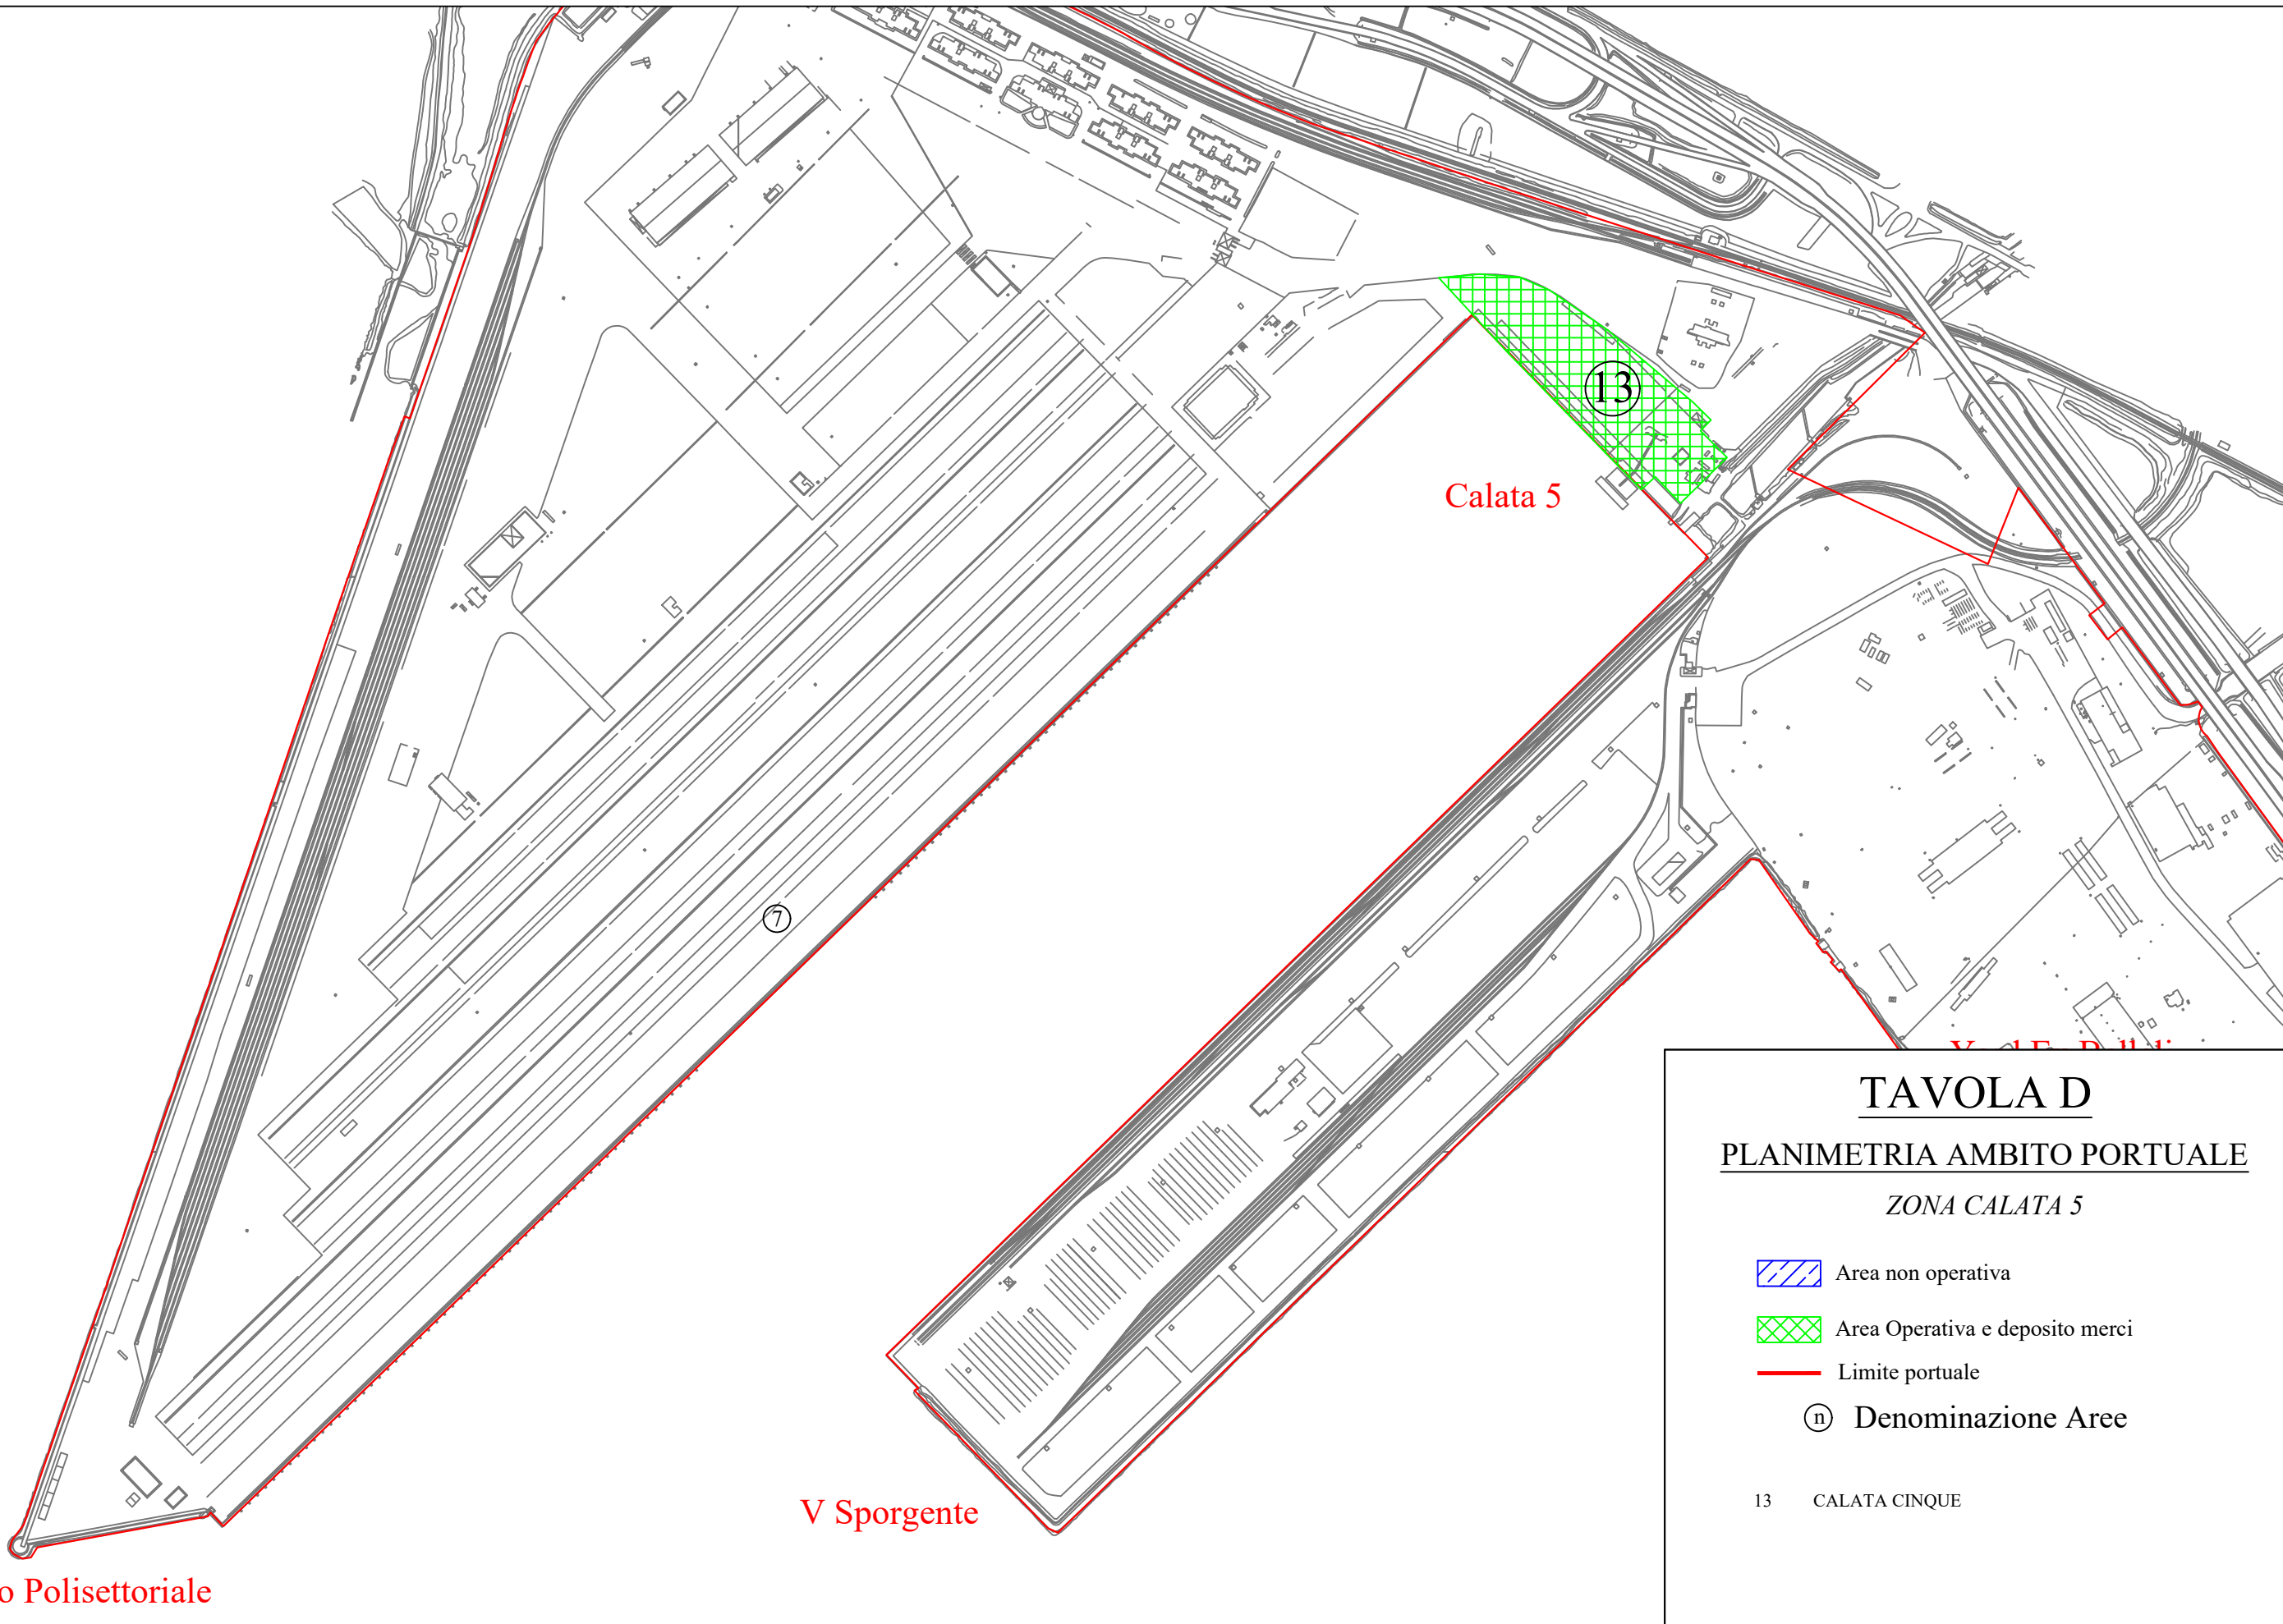 13
Calata 5
7
TAVOLA D
PLANIMETRIA AMBITO PORTUALE
ZONA CALATA 5
Area non operativa
Area Operativa e deposito merci
Limite portuale
n Denominazione Aree
13 CALATA CINQUE
V Sporgente
Polisettoriale